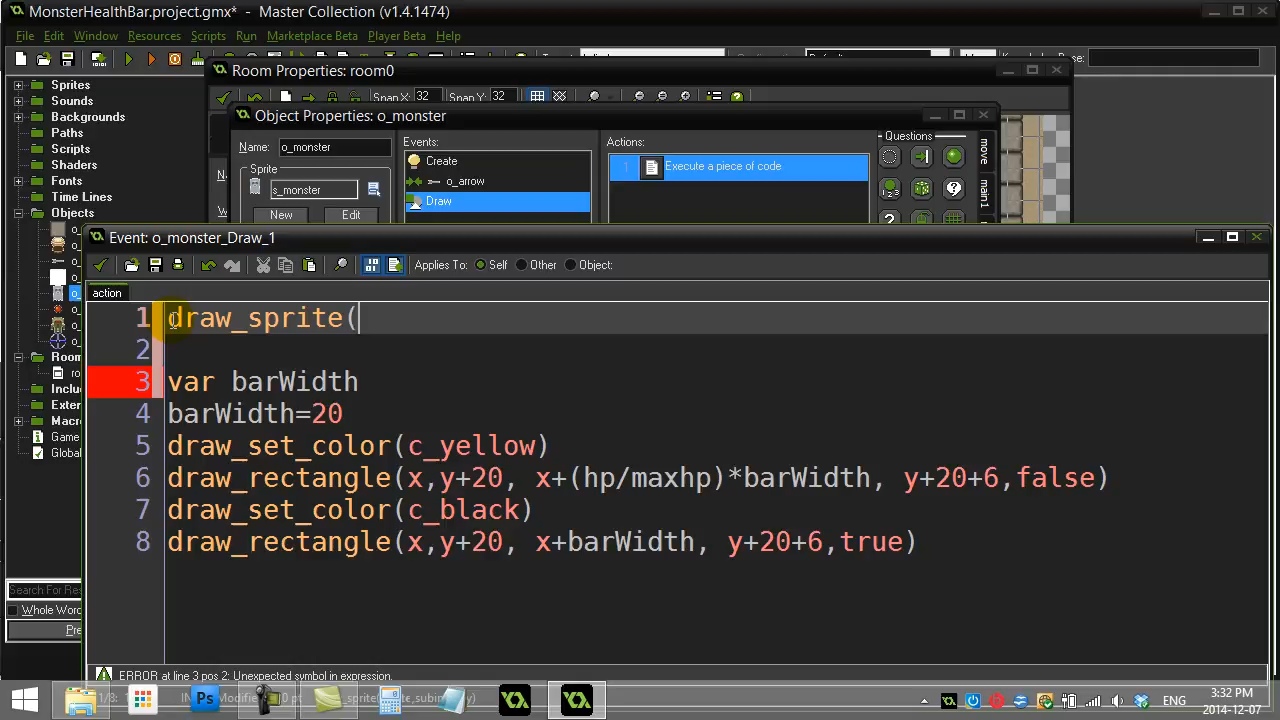 MonsterHealthBar.project.gmx* - Master Collection (v1.4.1474)
File Edit Window Resources Scripts Run Marketplace Beta Player Beta Help
Sprites
Sounds
Backgrounds
Paths
Scripts
Shaders
Fonts
Time Lines
Objects
Game
Room Properties: room0
Snap X: 32 Snap Y: 32
Object Properties: o_monster
Name: o_monster
Sprite
s_monster
New Edit
Events:
Create
o_arrow
Draw
Actions:
1 Execute a piece of code
Questions
move
main1
Event: o_monster_Draw_1
Applies To: Self Other Object:
action
1 draw_sprite(
2
3 var barWidth
4 barWidth=20
5 draw_set_color(c_yellow)
6 draw_rectangle(x,y+20, x+(hp/maxhp)*barWidth, y+20+6,false)
7 draw_set_color(c_black)
8 draw_rectangle(x,y+20, x+barWidth, y+20+6,true)
ERROR at line 3 pos 2: Unexpected symbol in expression.
ENG
3:32 PM
2014-12-07